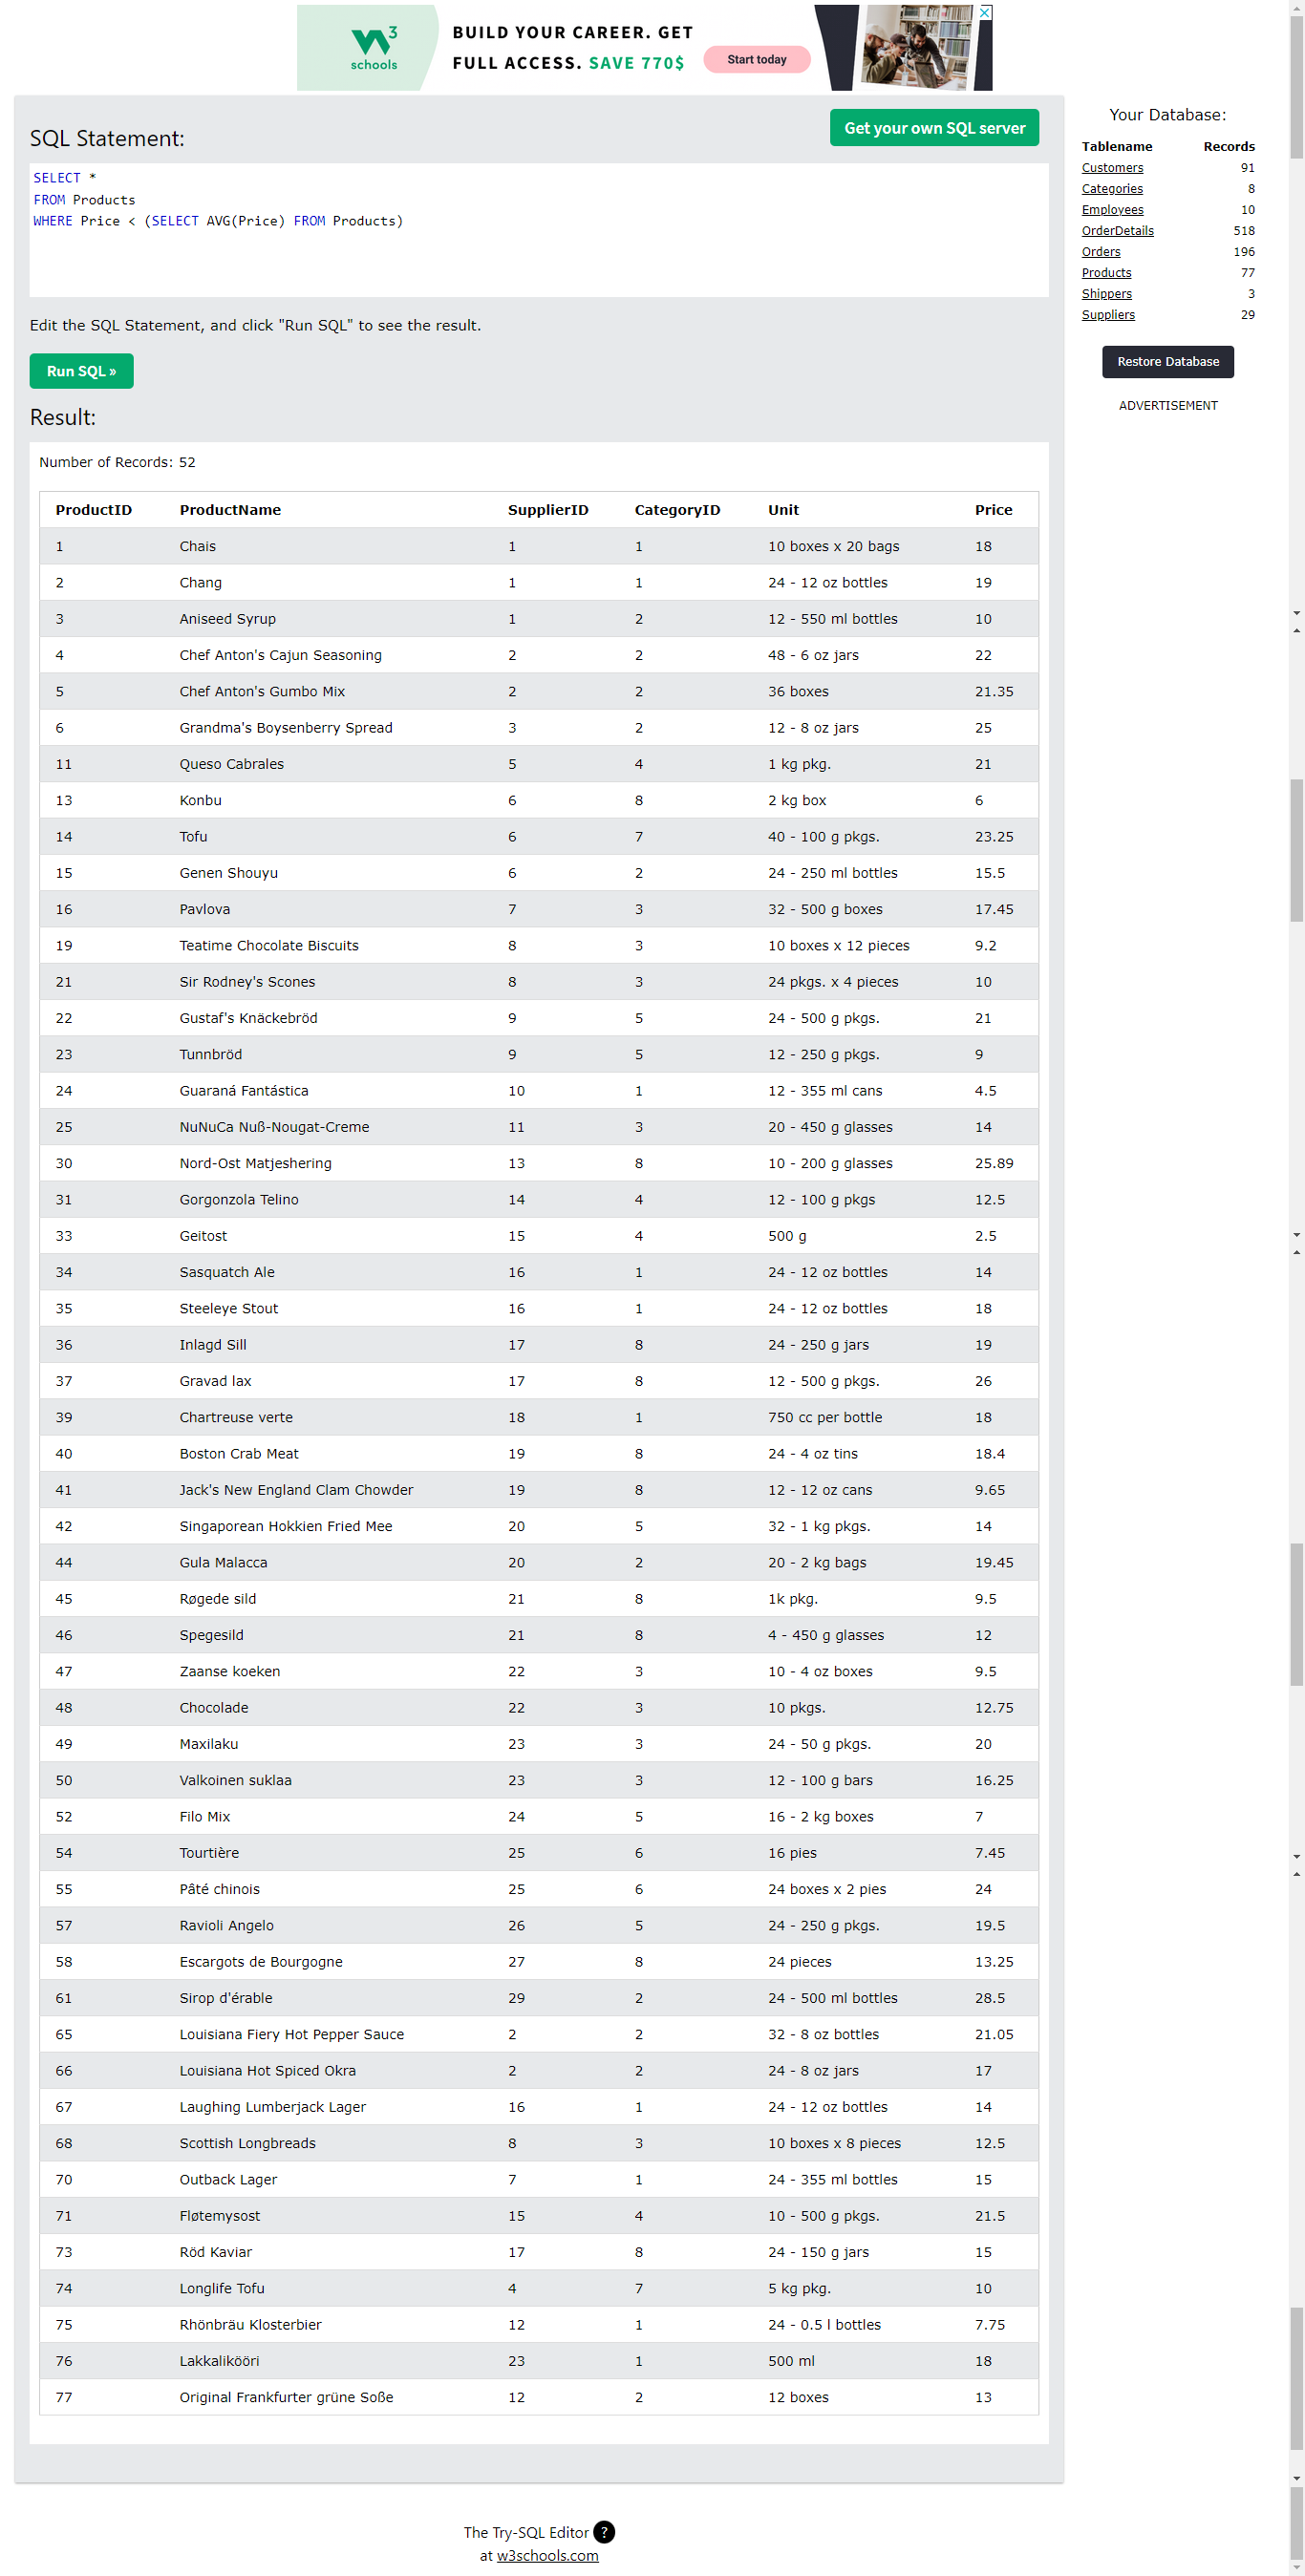 W3 schools
BUILD YOUR CAREER. GET
FULL ACCESS. SAVE 770$
Start today
Get your own SQL server
SQL Statement:
SELECT *
FROM Products
WHERE Price < (SELECT AVG(Price) FROM Products)
Edit the SQL Statement, and click "Run SQL" to see the result.
Run SQL »
Result:
Number of Records: 52
ProductID ProductName SupplierID CategoryID Unit Price
1 Chais 1 1 10 boxes x 20 bags 18
2 Chang 1 1 24 - 12 oz bottles 19
3 Aniseed Syrup 1 2 12 - 550 ml bottles 10
4 Chef Anton's Cajun Seasoning 2 2 48 - 6 oz jars 22
5 Chef Anton's Gumbo Mix 2 2 36 boxes 21.35
6 Grandma's Boysenberry Spread 3 2 12 - 8 oz jars 25
11 Queso Cabrales 5 4 1 kg pkg. 21
13 Konbu 6 8 2 kg box 6
14 Tofu 6 7 40 - 100 g pkgs. 23.25
15 Genen Shouyu 6 2 24 - 250 ml bottles 15.5
16 Pavlova 7 3 32 - 500 g boxes 17.45
19 Teatime Chocolate Biscuits 8 3 10 boxes x 12 pieces 9.2
21 Sir Rodney's Scones 8 3 24 pkgs. x 4 pieces 10
22 Gustaf's Knäckebröd 9 5 24 - 500 g pkgs. 21
23 Tunnbröd 9 5 12 - 250 g pkgs. 9
24 Guaraná Fantástica 10 1 12 - 355 ml cans 4.5
25 NuNuCa Nuß-Nougat-Creme 11 3 20 - 450 g glasses 14
30 Nord-Ost Matjeshering 13 8 10 - 200 g glasses 25.89
31 Gorgonzola Telino 14 4 12 - 100 g pkgs 12.5
33 Geitost 15 4 500 g 2.5
34 Sasquatch Ale 16 1 24 - 12 oz bottles 14
35 Steeleye Stout 16 1 24 - 12 oz bottles 18
36 Inlagd Sill 17 8 24 - 250 g jars 19
37 Gravad lax 17 8 12 - 500 g pkgs. 26
39 Chartreuse verte 18 1 750 cc per bottle 18
40 Boston Crab Meat 19 8 24 - 4 oz tins 18.4
41 Jack's New England Clam Chowder 19 8 12 - 12 oz cans 9.65
42 Singaporean Hokkien Fried Mee 20 5 32 - 1 kg pkgs. 14
44 Gula Malacca 20 2 20 - 2 kg bags 19.45
45 Røgede sild 21 8 1k pkg. 9.5
46 Spegesild 21 8 4 - 450 g glasses 12
47 Zaanse koeken 22 3 10 - 4 oz boxes 9.5
48 Chocolade 22 3 10 pkgs. 12.75
49 Maxilaku 23 3 24 - 50 g pkgs. 20
50 Valkoinen suklaa 23 3 12 - 100 g bars 16.25
52 Filo Mix 24 5 16 - 2 kg boxes 7
54 Tourtière 25 6 16 pies 7.45
55 Pâté chinois 25 6 24 boxes x 2 pies 24
57 Ravioli Angelo 26 5 24 - 250 g pkgs. 19.5
58 Escargots de Bourgogne 27 8 24 pieces 13.25
61 Sirop d'érable 29 2 24 - 500 ml bottles 28.5
65 Louisiana Fiery Hot Pepper Sauce 2 2 32 - 8 oz bottles 21.05
66 Louisiana Hot Spiced Okra 2 2 24 - 8 oz jars 17
67 Laughing Lumberjack Lager 16 1 24 - 12 oz bottles 14
68 Scottish Longbreads 8 3 10 boxes x 8 pieces 12.5
70 Outback Lager 7 1 24 - 355 ml bottles 15
71 Fløtemysost 15 4 10 - 500 g pkgs. 21.5
73 Röd Kaviar 17 8 24 - 150 g jars 15
74 Longlife Tofu 4 7 5 kg pkg. 10
75 Rhönbräu Klosterbier 12 1 24 - 0.5 l bottles 7.75
76 Lakkalikööri 23 1 500 ml 18
77 Original Frankfurter grüne Soße 12 2 12 boxes 13
Your Database:
Tablename Records
Customers 91
Categories 8
Employees 10
OrderDetails 518
Orders 196
Products 77
Shippers 3
Suppliers 29
Restore Database
ADVERTISEMENT
The Try-SQL Editor ?
at w3schools.com